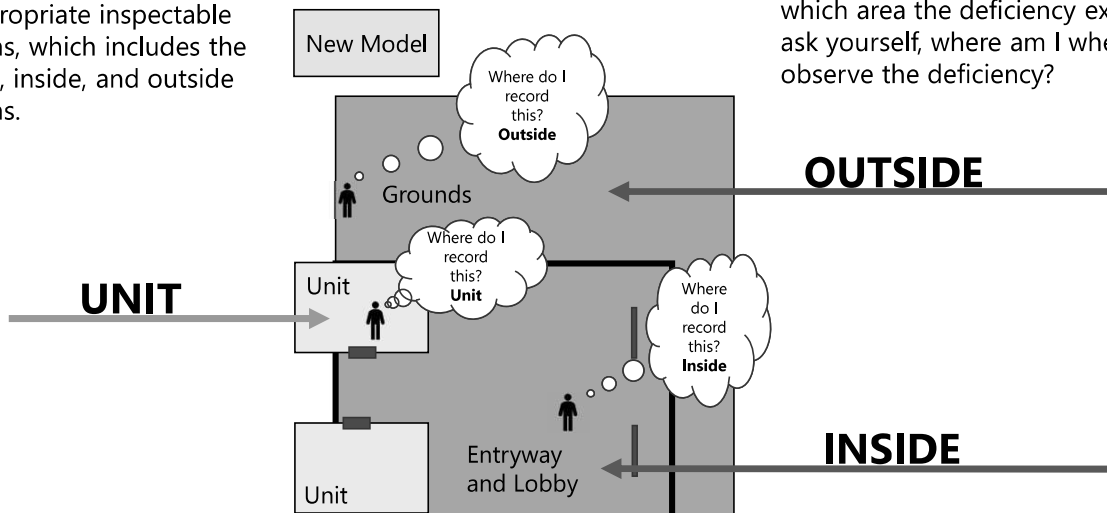 ropriate inspectable
ns, which includes the
, inside, and outside
ns.
which area the deficiency ex
ask yourself, where am I whe
observe the deficiency?
New Model
Where do I
record
this?
Outside
Grounds
OUTSIDE
Where do I
record
this?
Unit
Unit
UNIT
Where
do I
record
this?
Inside
Entryway
and Lobby
INSIDE
Unit